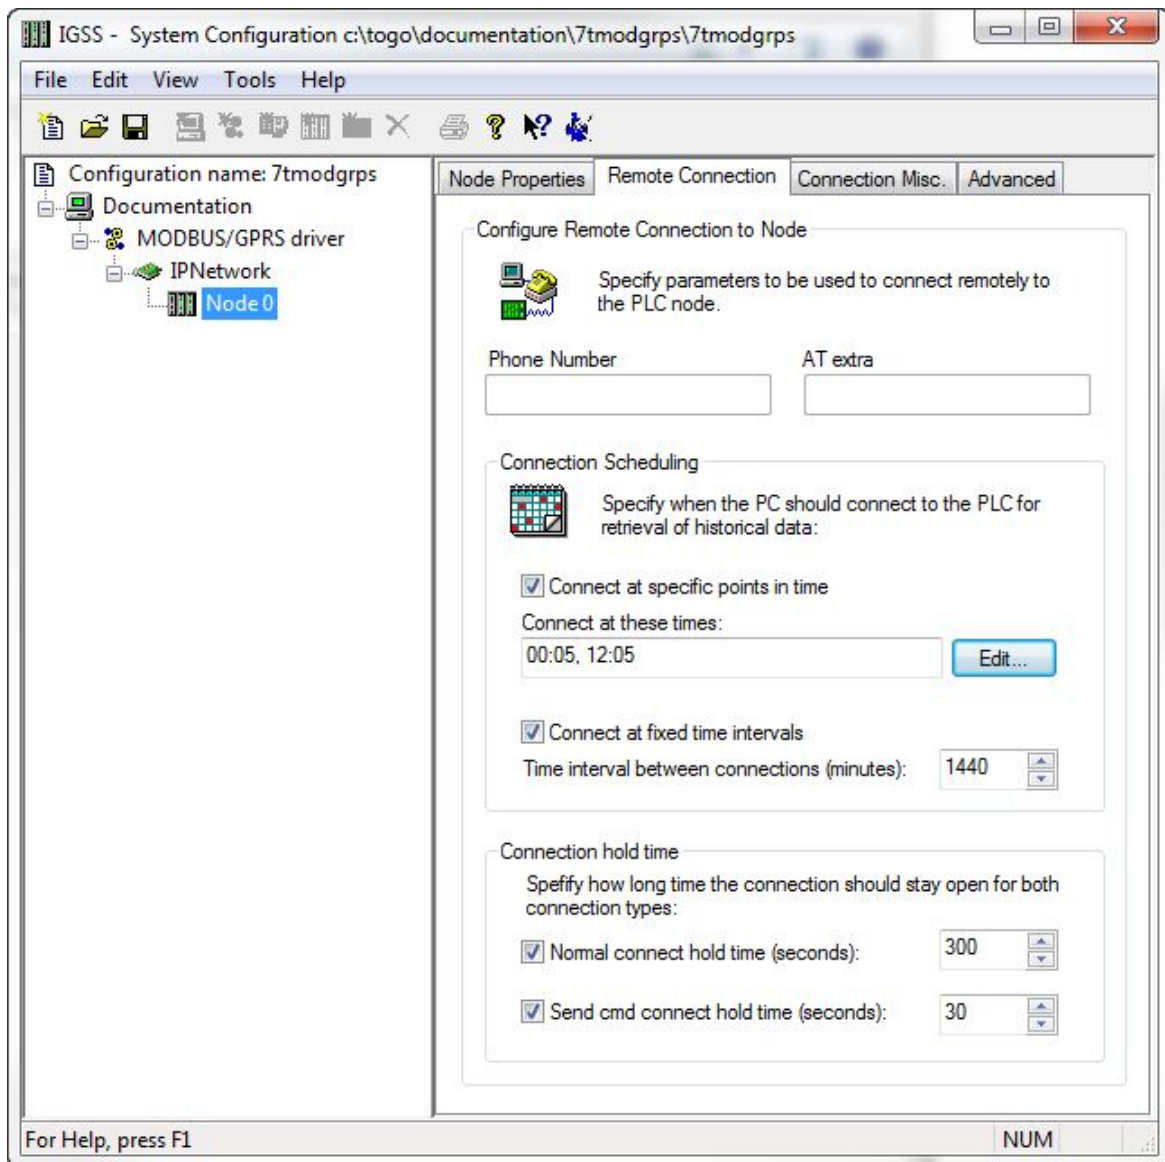 IGSS - System Configuration c:\togo\documentation\7tmodgrps\7tmodgrps
File Edit View Tools Help
Configuration name: 7tmodgrps
Documentation
MODBUS/GPRS driver
IPNetwork
Node 0
Node Properties Remote Connection Connection Misc. Advanced
Configure Remote Connection to Node
Specify parameters to be used to connect remotely to
the PLC node.
Phone Number AT extra
Connection Scheduling
Specify when the PC should connect to the PLC for
retrieval of historical data:
Connect at specific points in time
Connect at these times:
00:05, 12:05 Edit...
Connect at fixed time intervals
Time interval between connections (minutes): 1440
Connection hold time
Spefify how long time the connection should stay open for both
connection types:
Normal connect hold time (seconds): 300
Send cmd connect hold time (seconds): 30
For Help, press F1 NUM